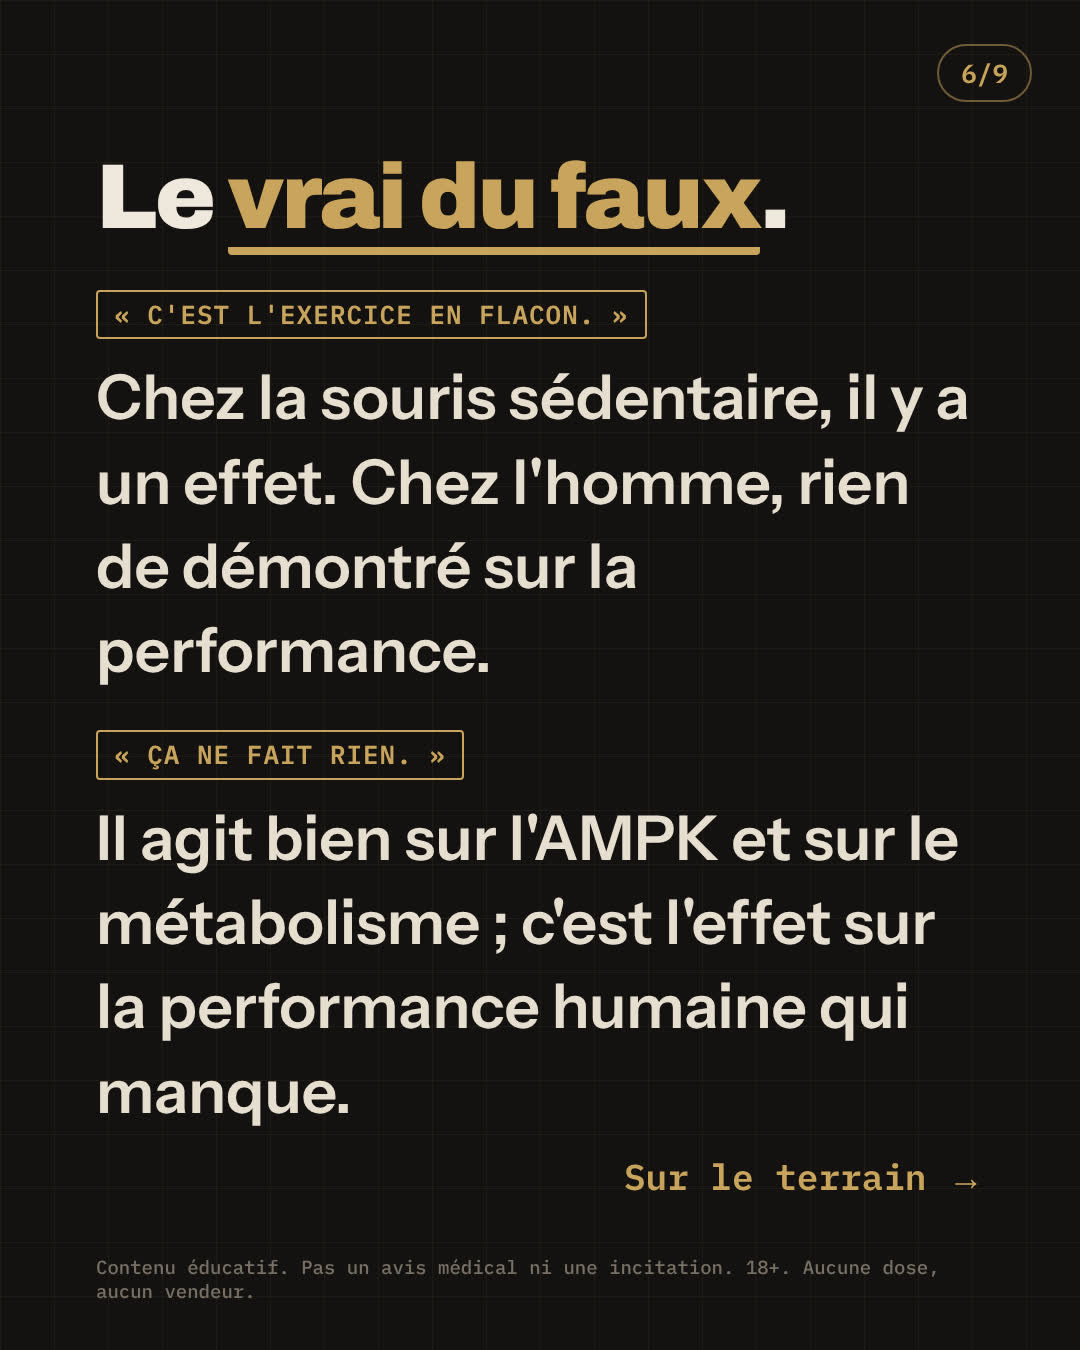 6/9
Le vrai du faux.
« C'EST L'EXERCICE EN FLACON. »
Chez la souris sédentaire, il y a
un effet. Chez l'homme, rien
de démontré sur la
performance.
« ÇA NE FAIT RIEN. »
Il agit bien sur l'AMPK et sur le
métabolisme ; c'est l'effet sur
la performance humaine qui
manque.
Sur le terrain →
Contenu éducatif. Pas un avis médical ni une incitation. 18+. Aucune dose,
aucun vendeur.